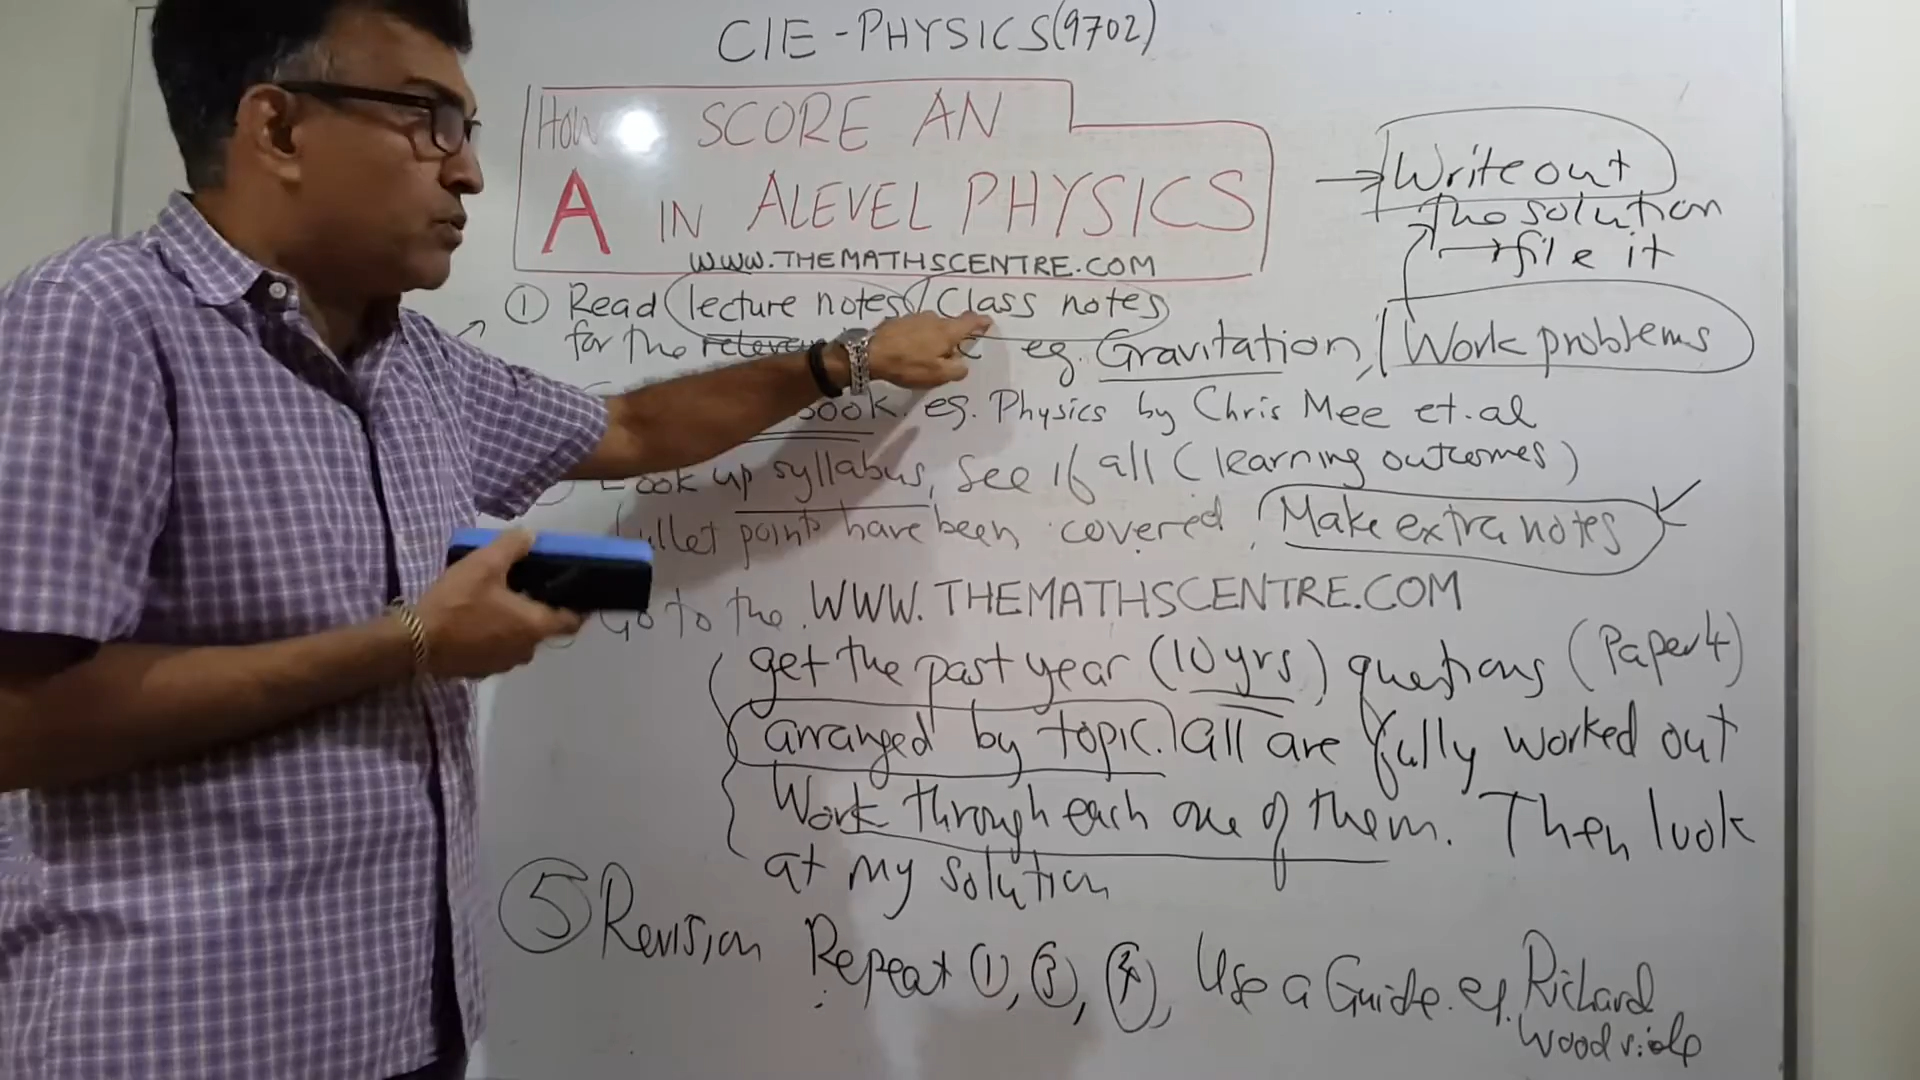 CIE - PHYSICS (9702)
How SCORE AN
A IN ALEVEL PHYSICS
WWW.THEMATHSCENTRE.COM
→ Write out
the solution
→ file it
① Read lecture notes / Class notes
for the eg. Gravitation, Work problems
book. eg. Physics by Chris Mee et.al
Look up syllabus, see if all (learning outcomes)
bullet points have been covered, Make extra notes
Go to the WWW.THEMATHSCENTRE.COM
get the past year (10 yrs) questions (Paper 4)
arranged by topic. all are fully worked out
Work through each one of them. Then look
at my solution
⑤ Revision Repeat ①, ③, ④, Use a Guide. eg. Richard
Woodside